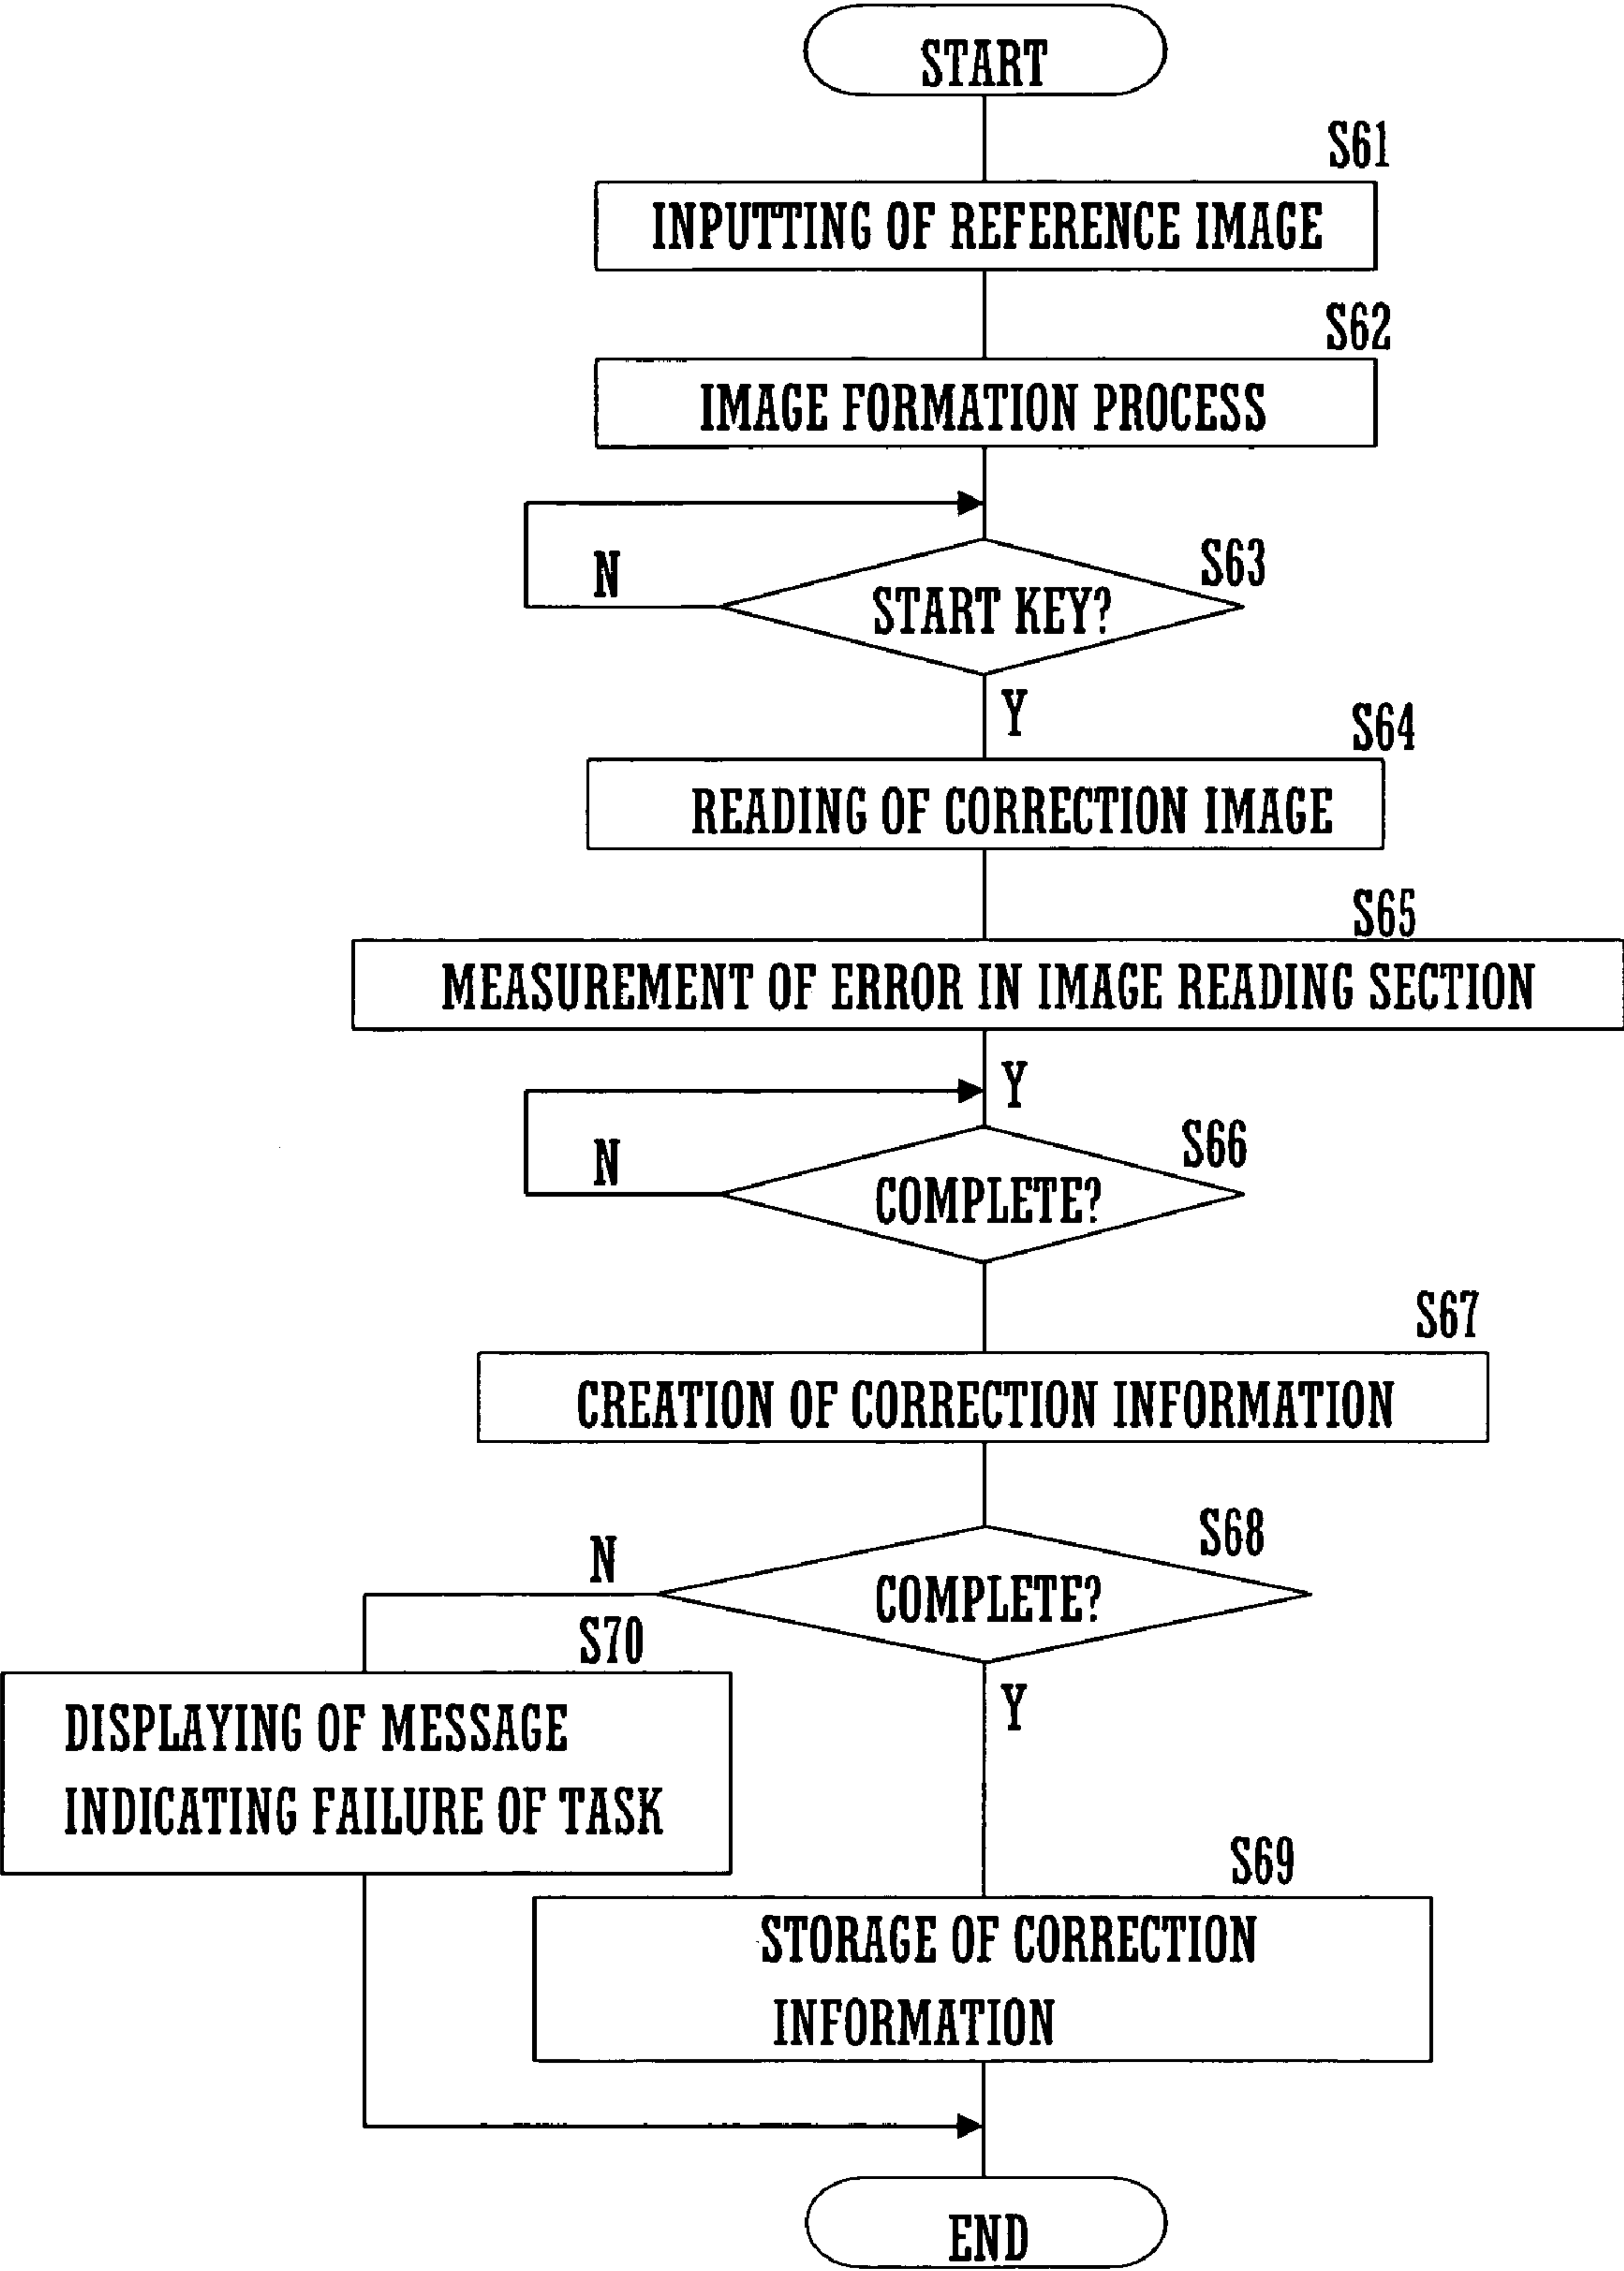 START
S61
INPUTTING OF REFERENCE IMAGE
S62
IMAGE FORMATION PROCESS
N
S63
START KEY?
Y
S64
READING OF CORRECTION IMAGE
S65
MEASUREMENT OF ERROR IN IMAGE READING SECTION
Y
N
S66
COMPLETE?
S67
CREATION OF CORRECTION INFORMATION
N
S68
COMPLETE?
S70
DISPLAYING OF MESSAGE
INDICATING FAILURE OF TASK
Y
S69
STORAGE OF CORRECTION
INFORMATION
END